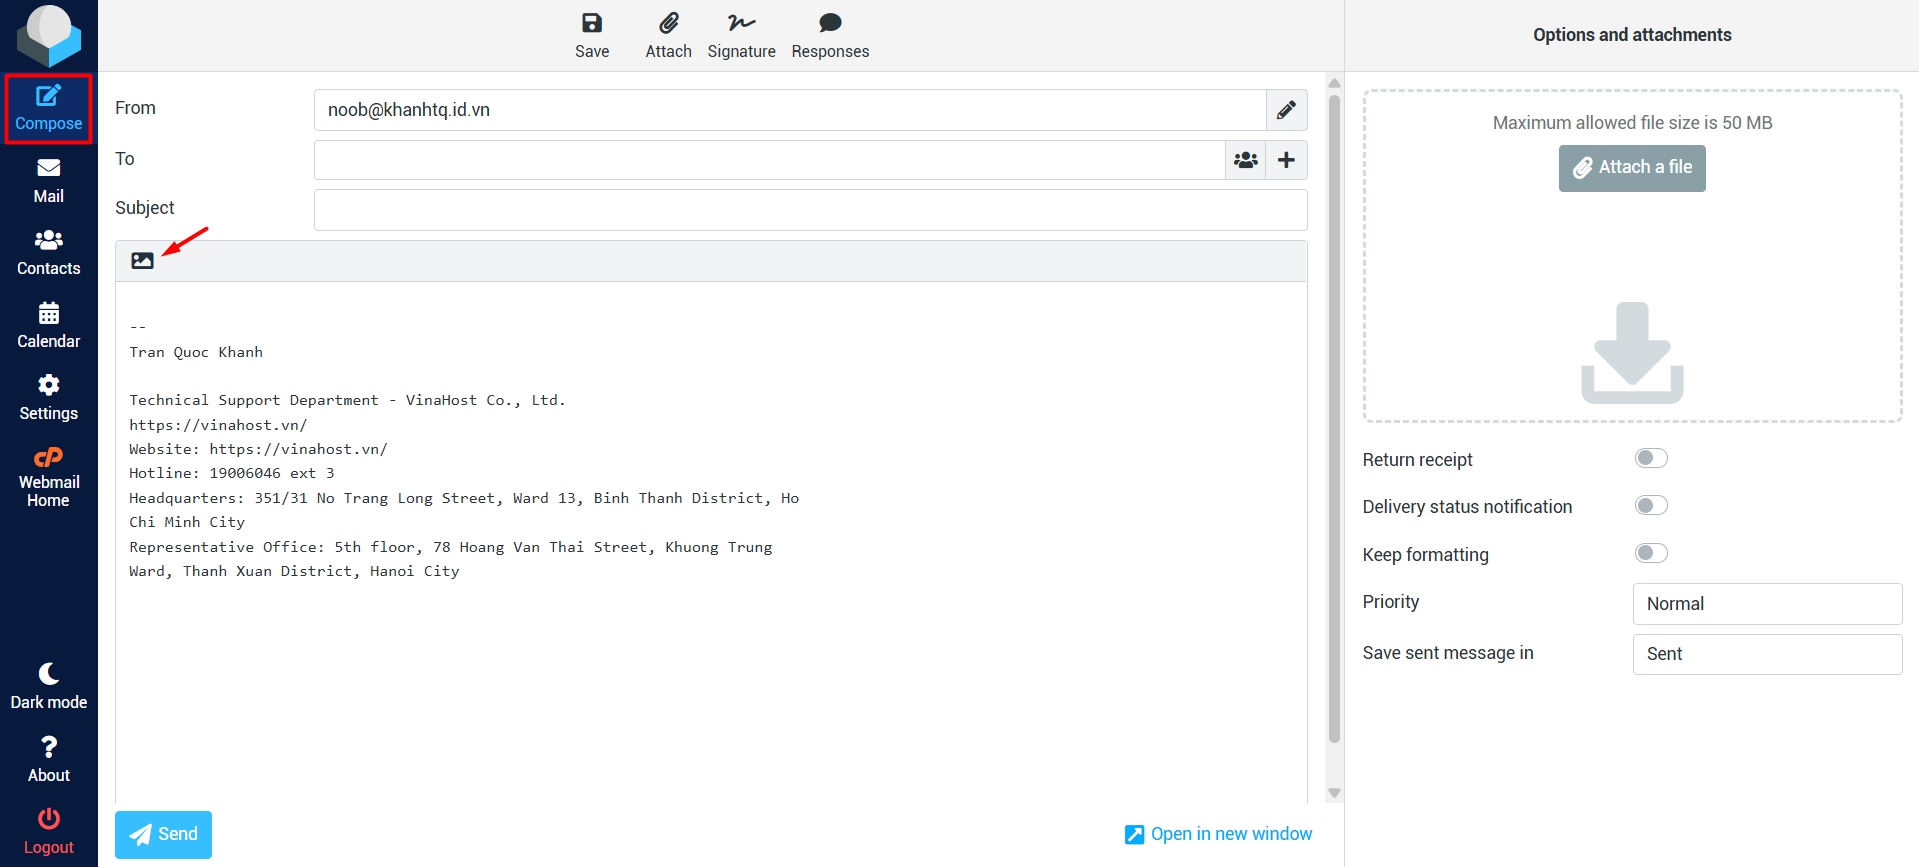 Compose
Mail
Contacts
Calendar
Settings
cP
Webmail
Home
Dark mode
About
Logout
Save
Attach
Signature
Responses
From
noob@khanhtq.id.vn
To
Subject
--
Tran Quoc Khanh
Technical Support Department - VinaHost Co., Ltd.
https://vinahost.vn/
Website: https://vinahost.vn/
Hotline: 19006046 ext 3
Headquarters: 351/31 No Trang Long Street, Ward 13, Binh Thanh District, Ho
Chi Minh City
Representative Office: 5th floor, 78 Hoang Van Thai Street, Khuong Trung
Ward, Thanh Xuan District, Hanoi City
Send
Open in new window
Options and attachments
Maximum allowed file size is 50 MB
Attach a file
Return receipt
Delivery status notification
Keep formatting
Priority
Normal
Save sent message in
Sent